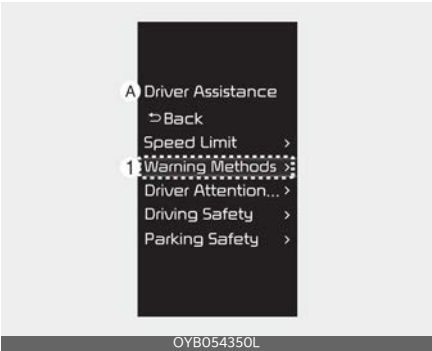 A Driver Assistance
⮌Back
Speed Limit >
1 Warning Methods >
Driver Attention... >
Driving Safety >
Parking Safety >
OYB054350L